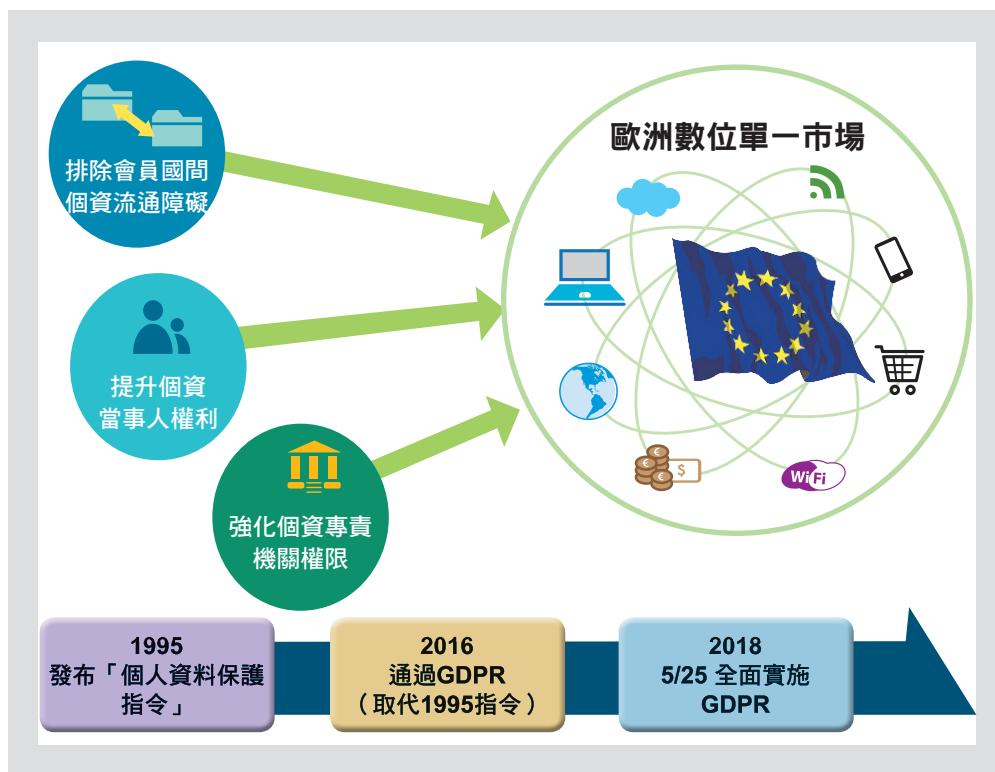 排除會員國間
個資流通障礙
提升個資
當事人權利
強化個資專責
機關權限
歐洲數位單一市場
€
€
€
€
$
WiFi
1995
發布「個人資料保護
指令」
2016
通過GDPR
（取代1995指令）
2018
5/25 全面實施
GDPR